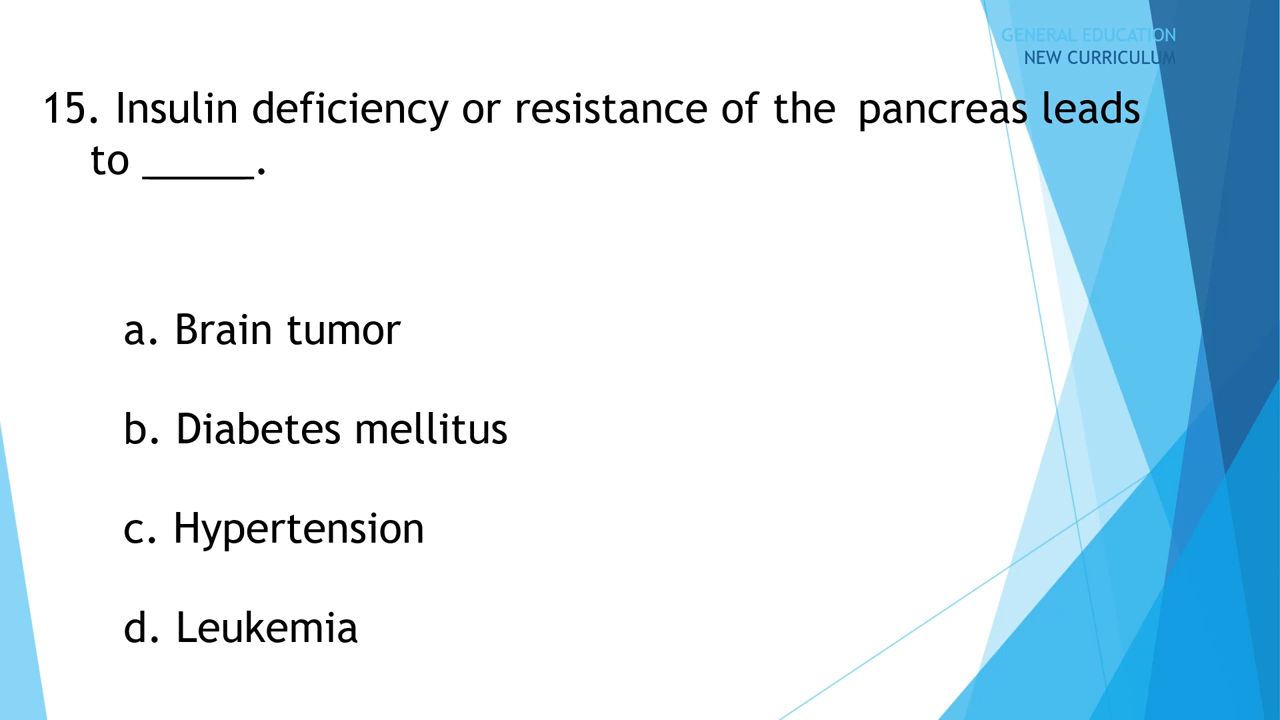 GENERAL EDUCATION
NEW CURRICULUM
15. Insulin deficiency or resistance of the pancreas leads
to _____.
a. Brain tumor
b. Diabetes mellitus
c. Hypertension
d. Leukemia